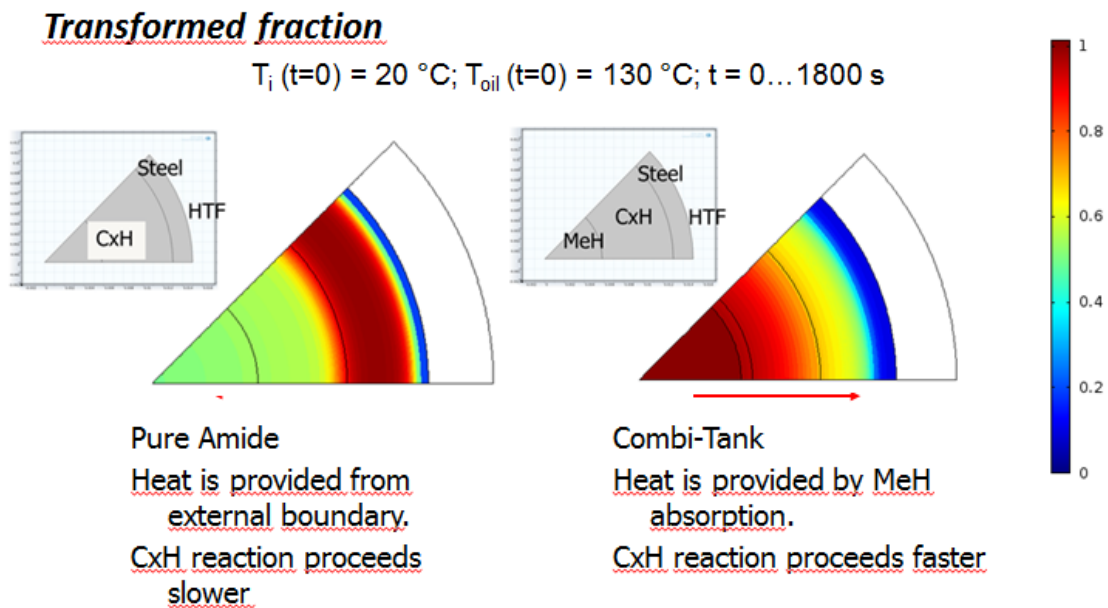 Transformed fraction
Ti (t=0) = 20 °C; Toil (t=0) = 130 °C; t = 0…1800 s
Steel
HTF
CxH
Steel
HTF
CxH
MeH
1
0.8
0.6
0.4
0.2
0
Pure Amide
Heat is provided from
external boundary.
CxH reaction proceeds
slower
Combi-Tank
Heat is provided by MeH
absorption.
CxH reaction proceeds faster